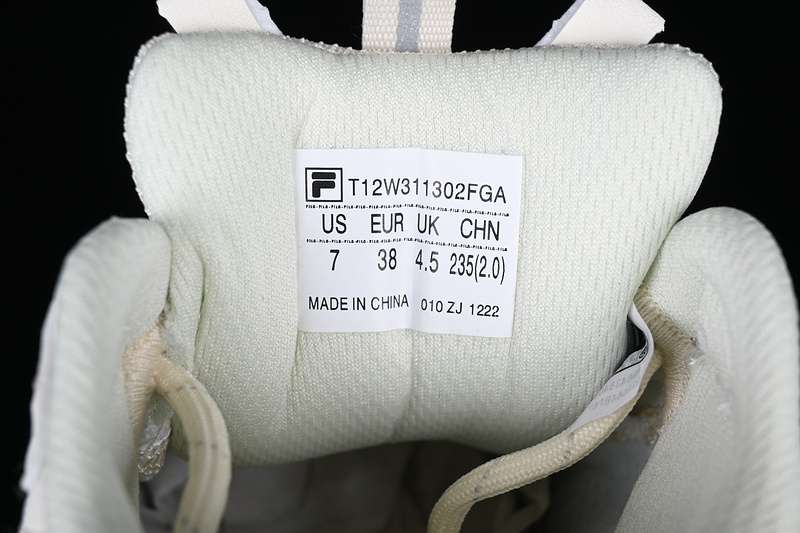 F T12W311302FGA
US EUR UK CHN
7 38 4.5 235(2.0)
MADE IN CHINA 010 ZJ 1222